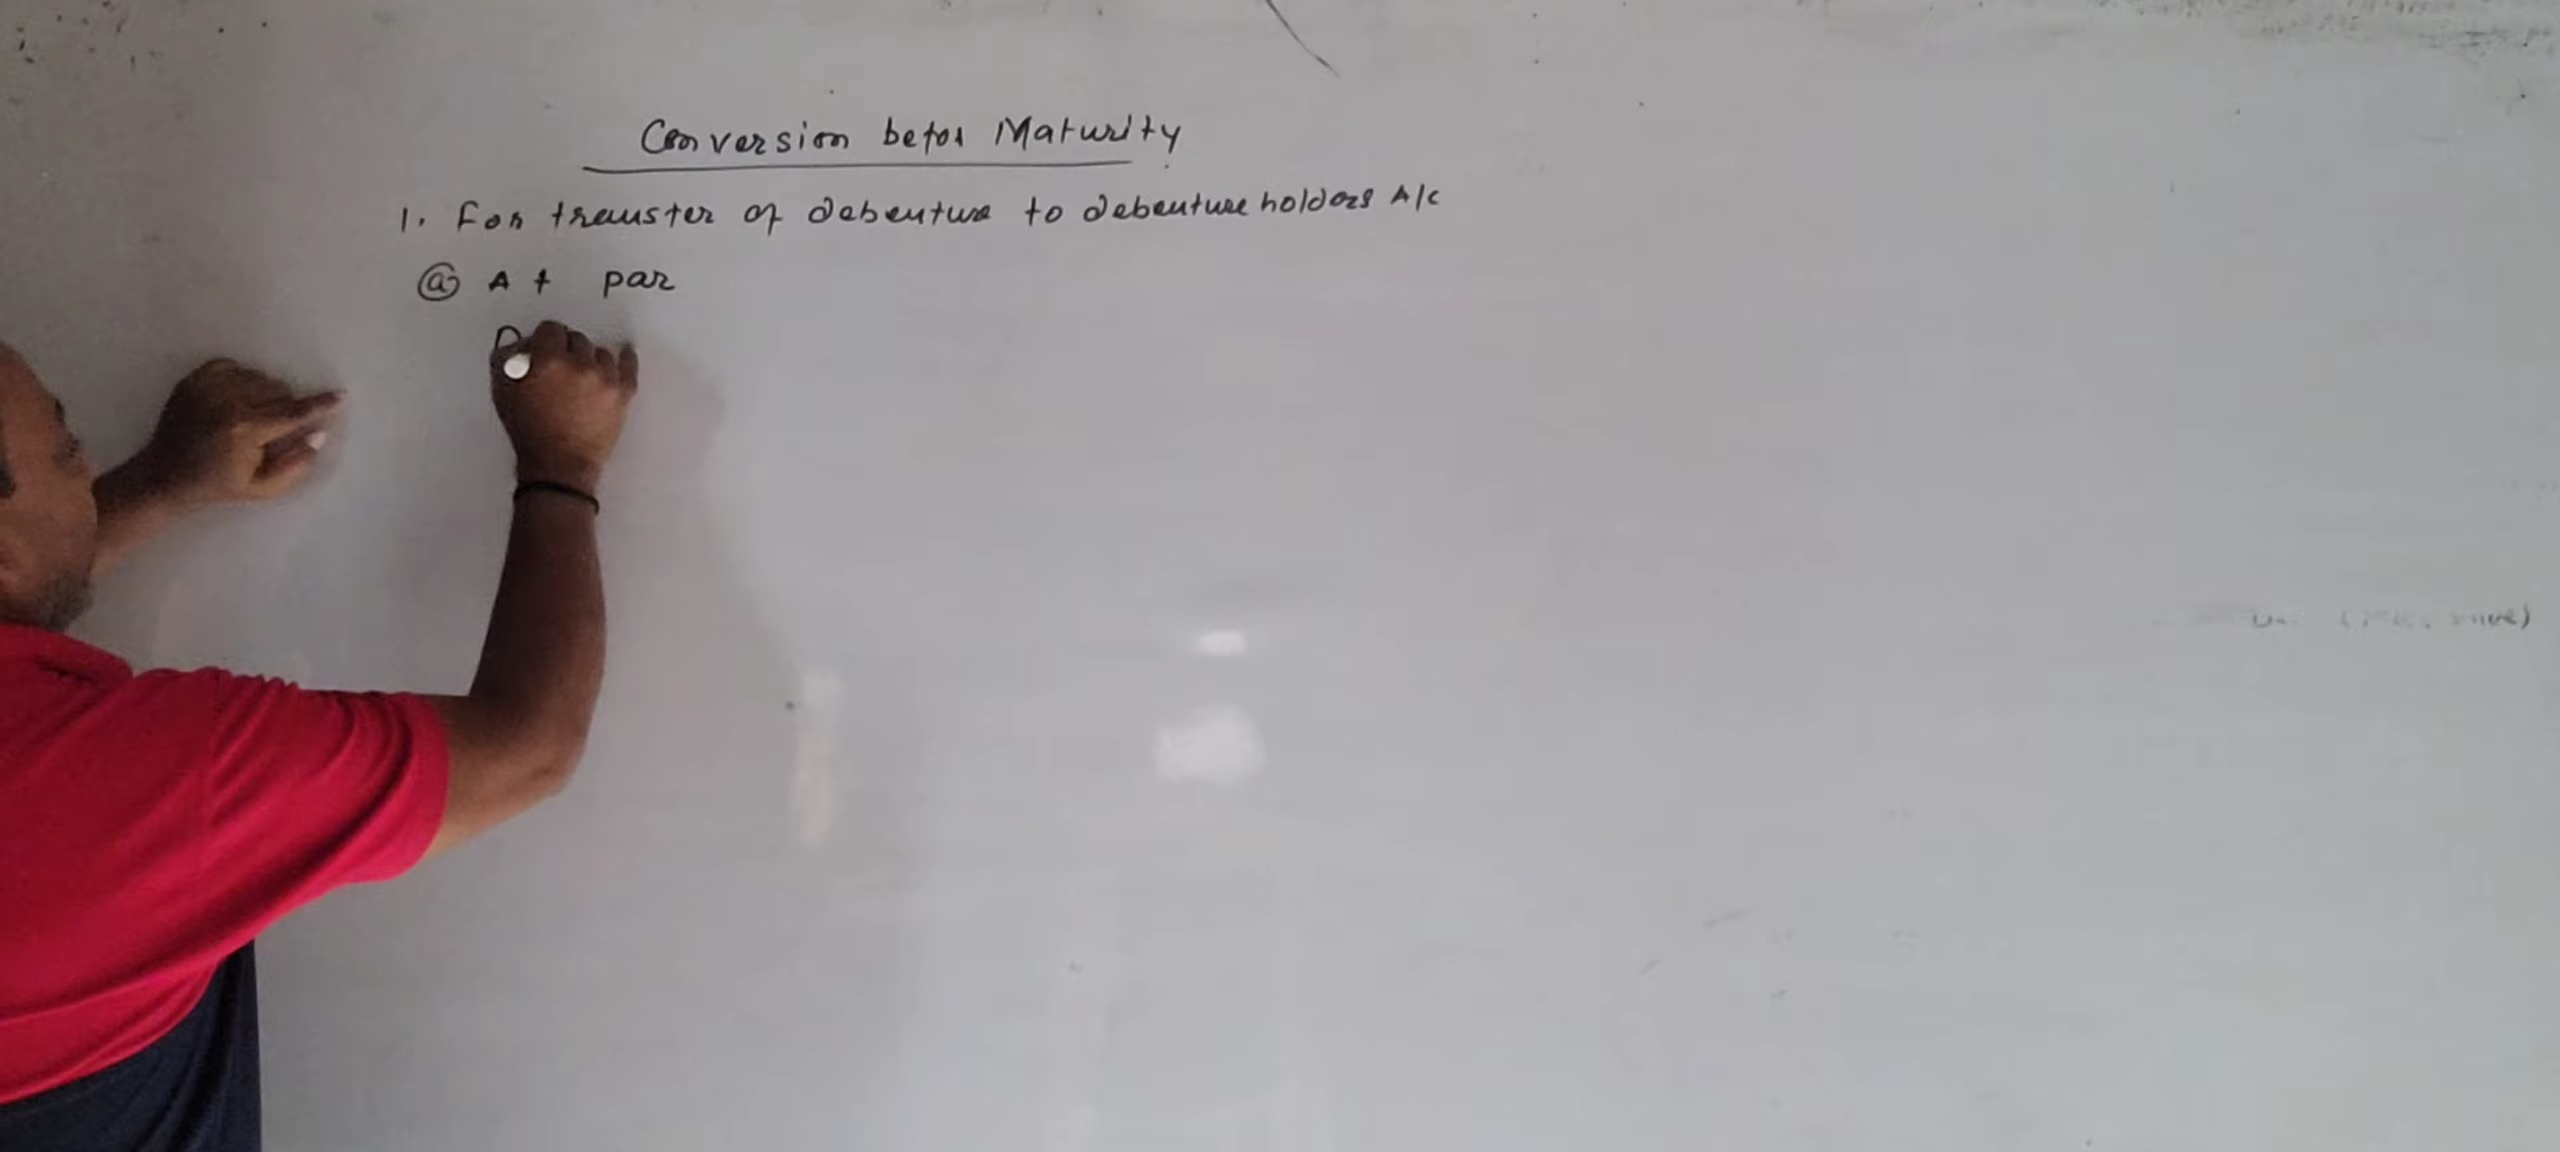 Conversion befor Maturity
1. For transfer of debenture to debenture holders A/c
@ At par
D